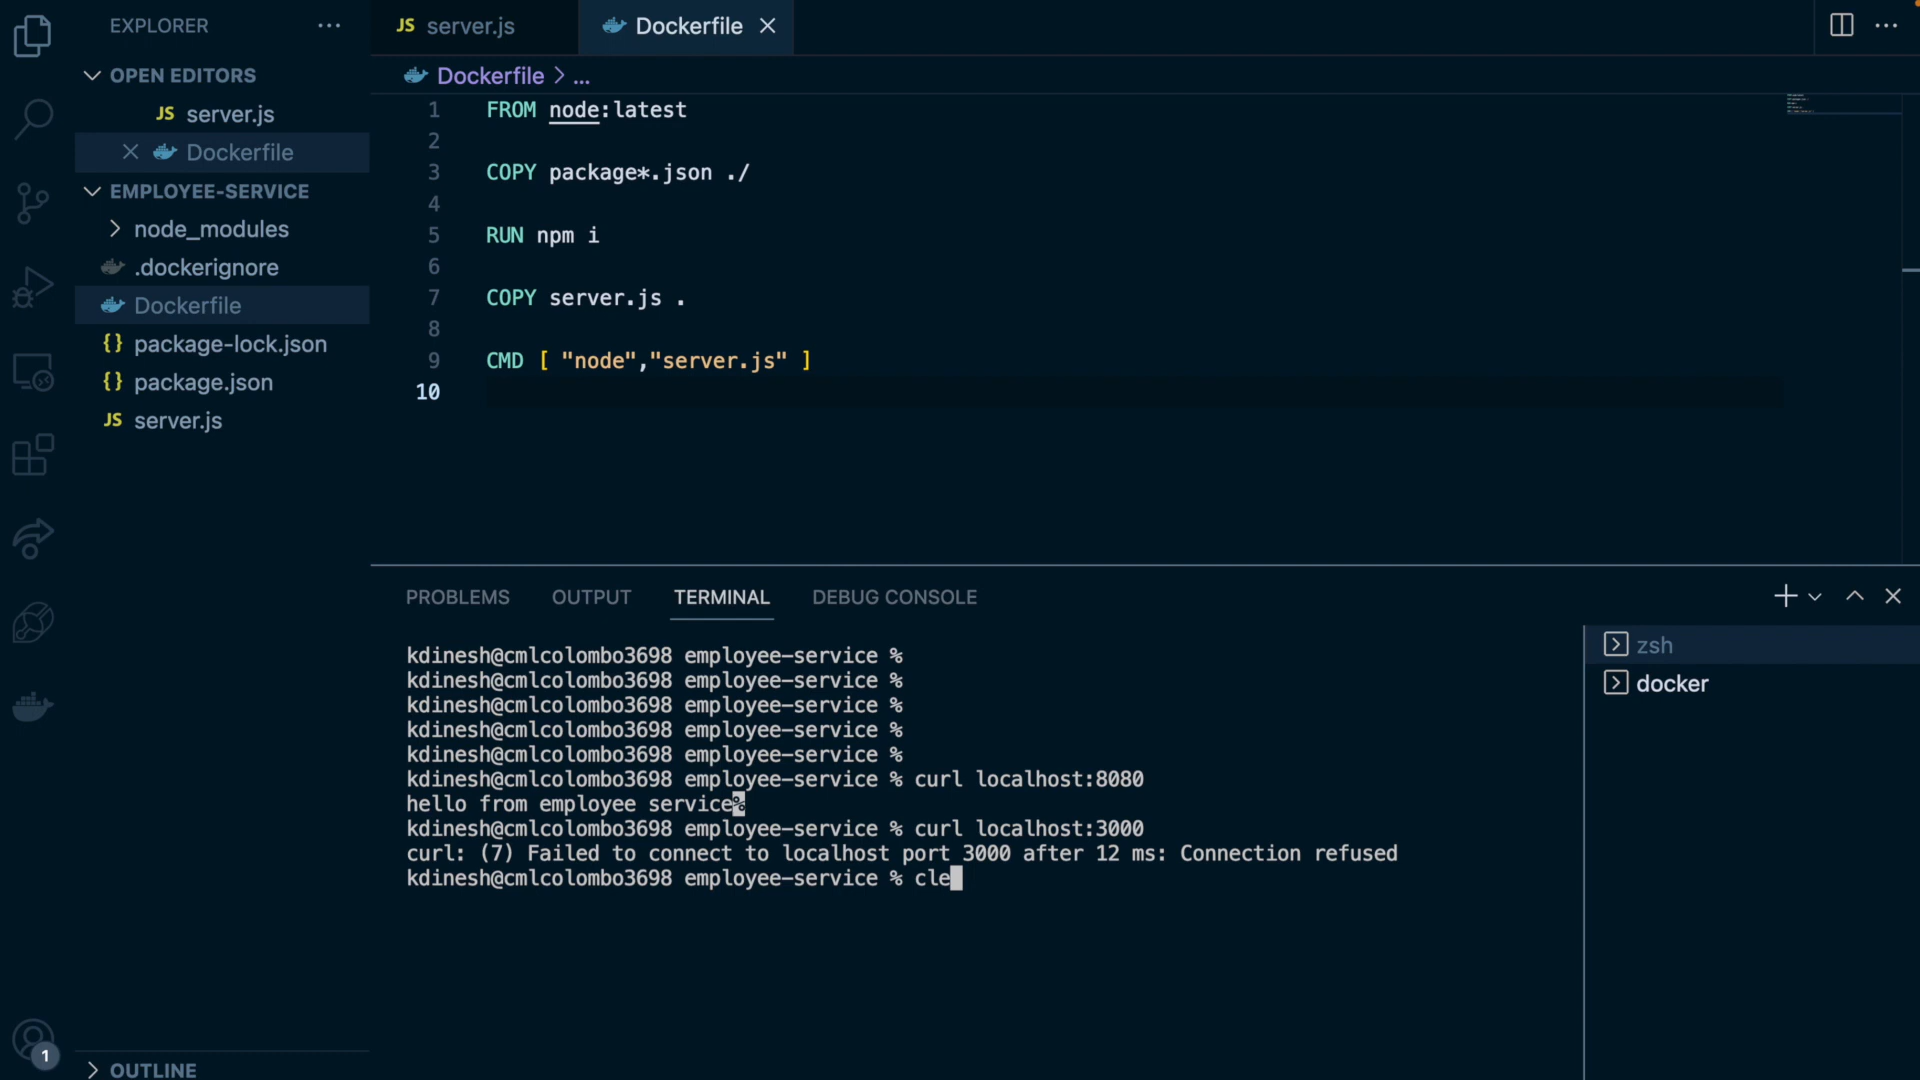 EXPLORER
OPEN EDITORS
JS server.js
Dockerfile
EMPLOYEE-SERVICE
node_modules
.dockerignore
Dockerfile
{} package-lock.json
{} package.json
JS server.js
OUTLINE
1
JS server.js
Dockerfile
Dockerfile > ...
1 FROM node:latest
2
3 COPY package*.json ./
4
5 RUN npm i
6
7 COPY server.js .
8
9 CMD [ "node","server.js" ]
10
PROBLEMS OUTPUT TERMINAL DEBUG CONSOLE
kdinesh@cmlcolombo3698 employee-service %
kdinesh@cmlcolombo3698 employee-service %
kdinesh@cmlcolombo3698 employee-service %
kdinesh@cmlcolombo3698 employee-service %
kdinesh@cmlcolombo3698 employee-service %
kdinesh@cmlcolombo3698 employee-service % curl localhost:8080
hello from employee service%
kdinesh@cmlcolombo3698 employee-service % curl localhost:3000
curl: (7) Failed to connect to localhost port 3000 after 12 ms: Connection refused
kdinesh@cmlcolombo3698 employee-service % cle
zsh
docker